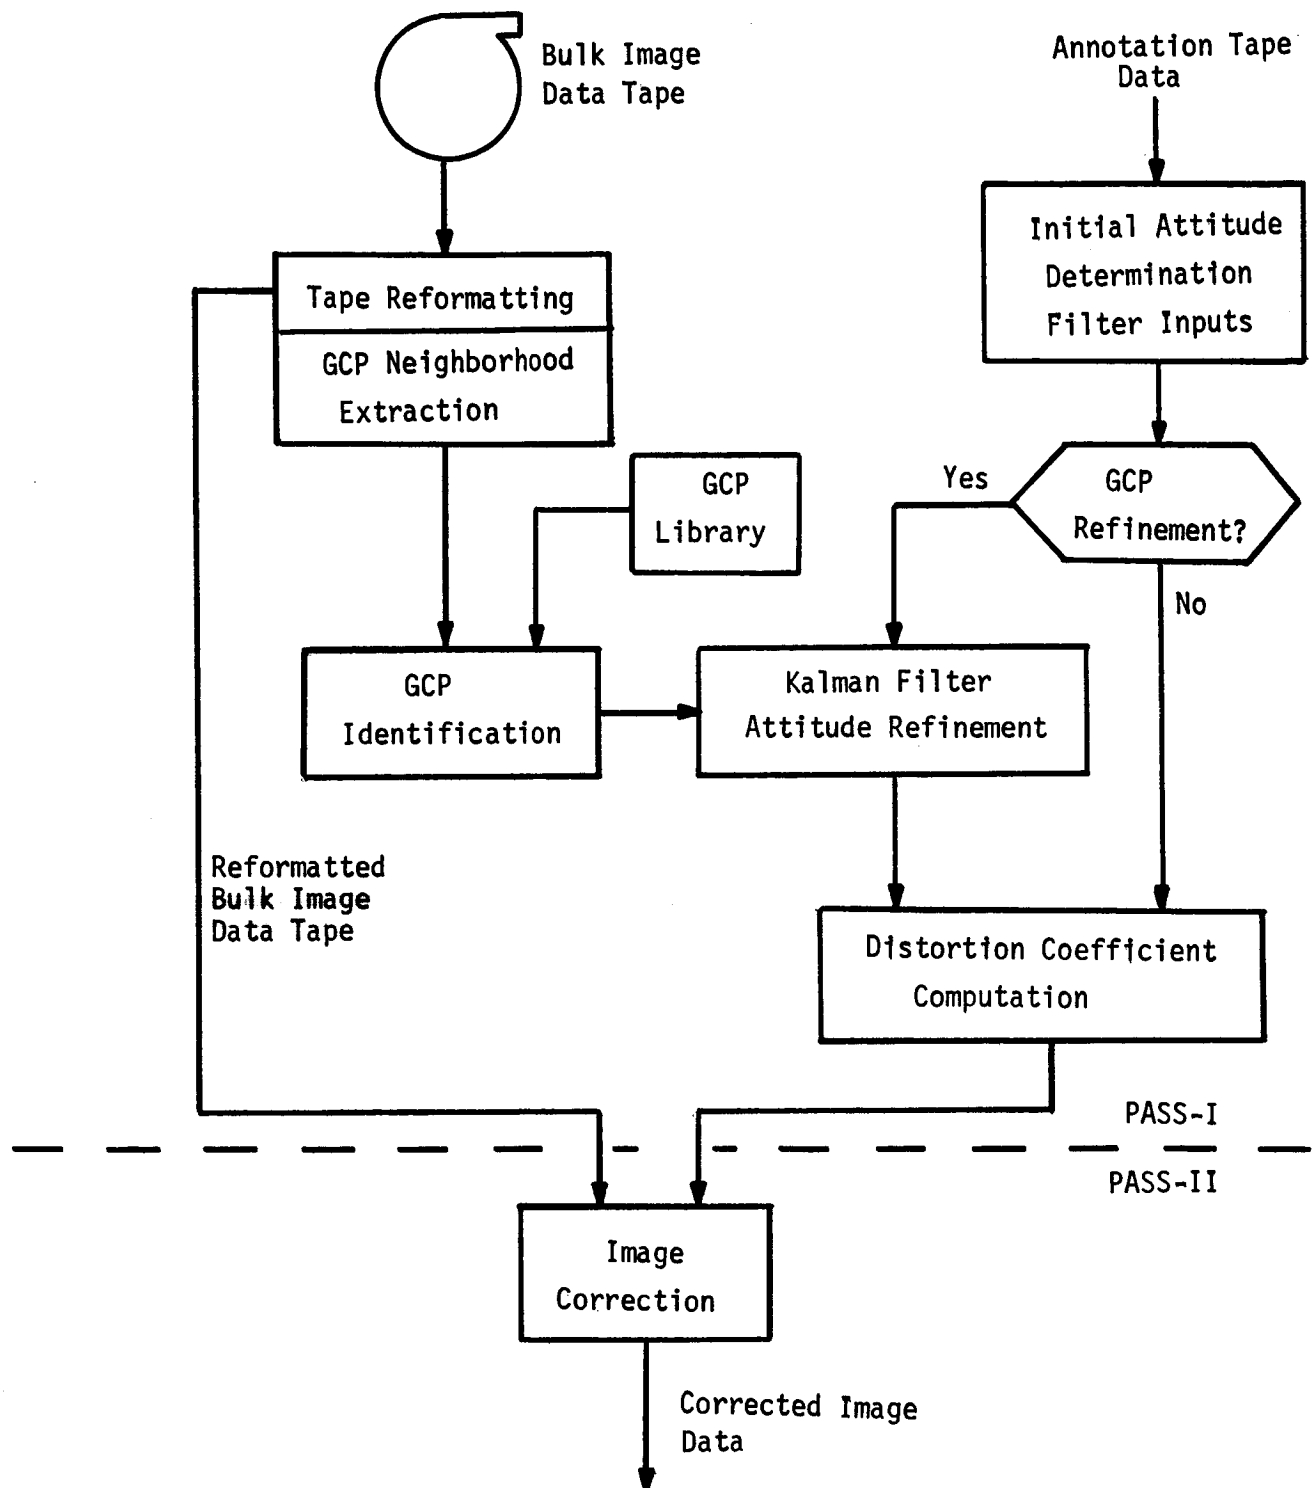 Bulk Image
Data Tape
Annotation Tape
Data
Initial Attitude
Determination
Filter Inputs
Tape Reformatting
GCP Neighborhood
Extraction
GCP
Library
Yes
GCP
Refinement?
No
GCP
Identification
Kalman Filter
Attitude Refinement
Reformatted
Bulk Image
Data Tape
Distortion Coefficient
Computation
PASS-I
PASS-II
Image
Correction
Corrected Image
Data